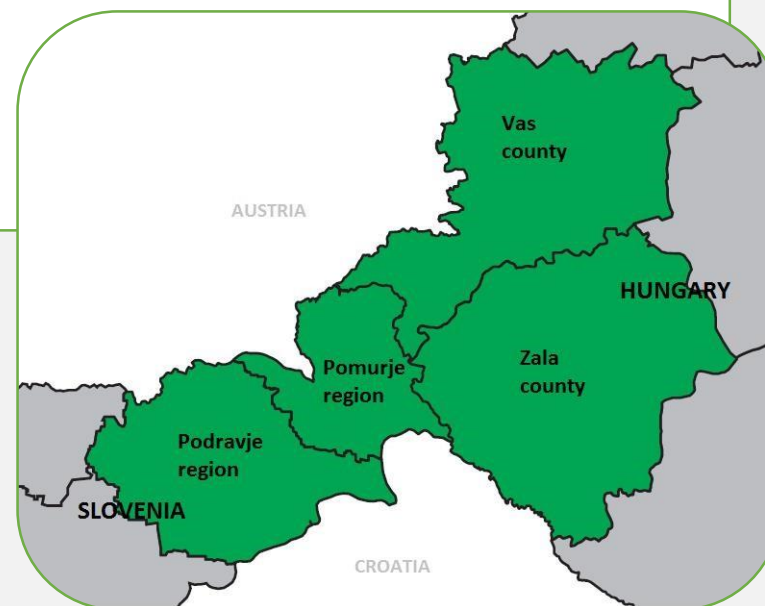 Vas
county
AUSTRIA
HUNGARY
Pomurje
region
Zala
county
Podravje
region
SLOVENIA
CROATIA